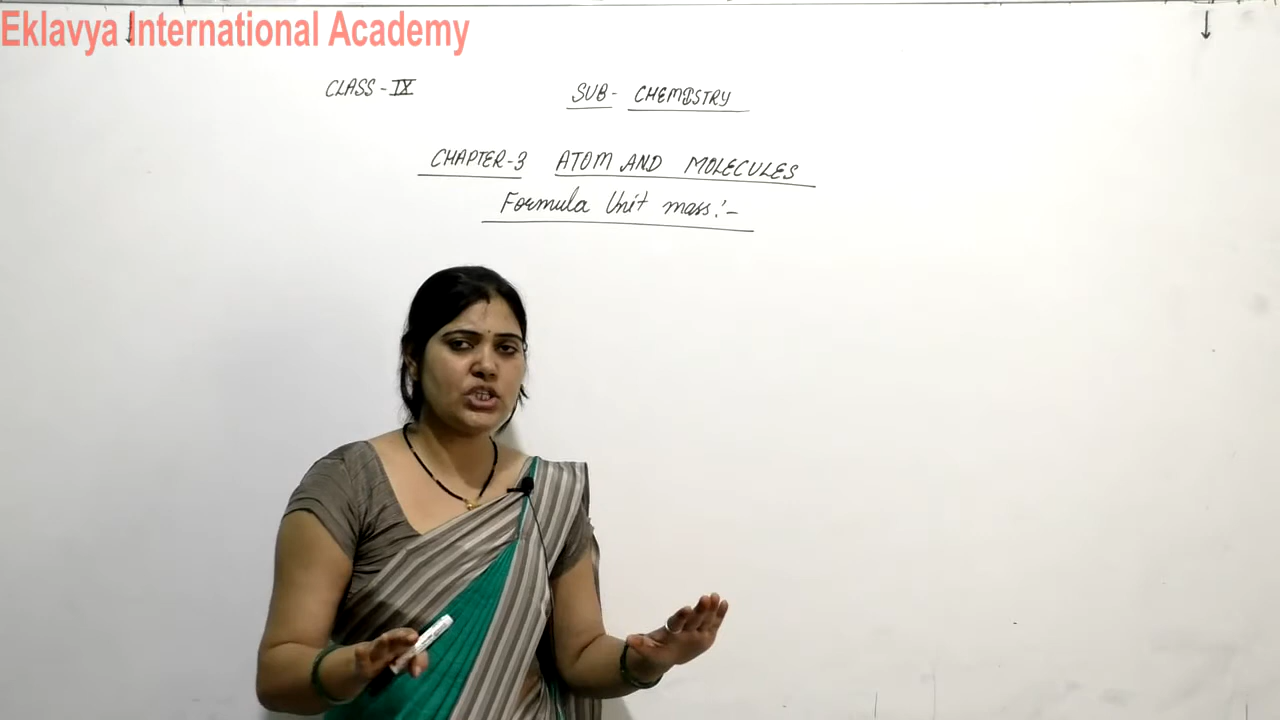 Eklavya International Academy
CLASS - IX SUB - CHEMISTRY
CHAPTER-3 ATOM AND MOLECULES
Formula Unit mass:-